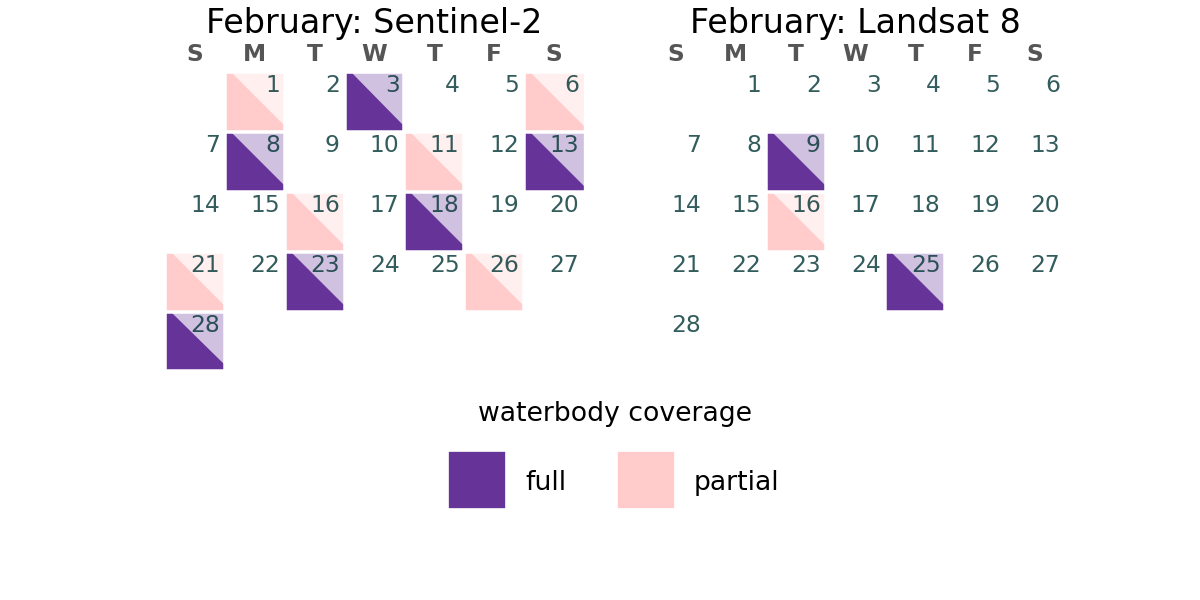 February: Sentinel-2
S M T W T F S
1 2 3 4 5 6
7 8 9 10 11 12 13
14 15 16 17 18 19 20
21 22 23 24 25 26 27
28
February: Landsat 8
S M T W T F S
1 2 3 4 5 6
7 8 9 10 11 12 13
14 15 16 17 18 19 20
21 22 23 24 25 26 27
28
waterbody coverage
full
partial